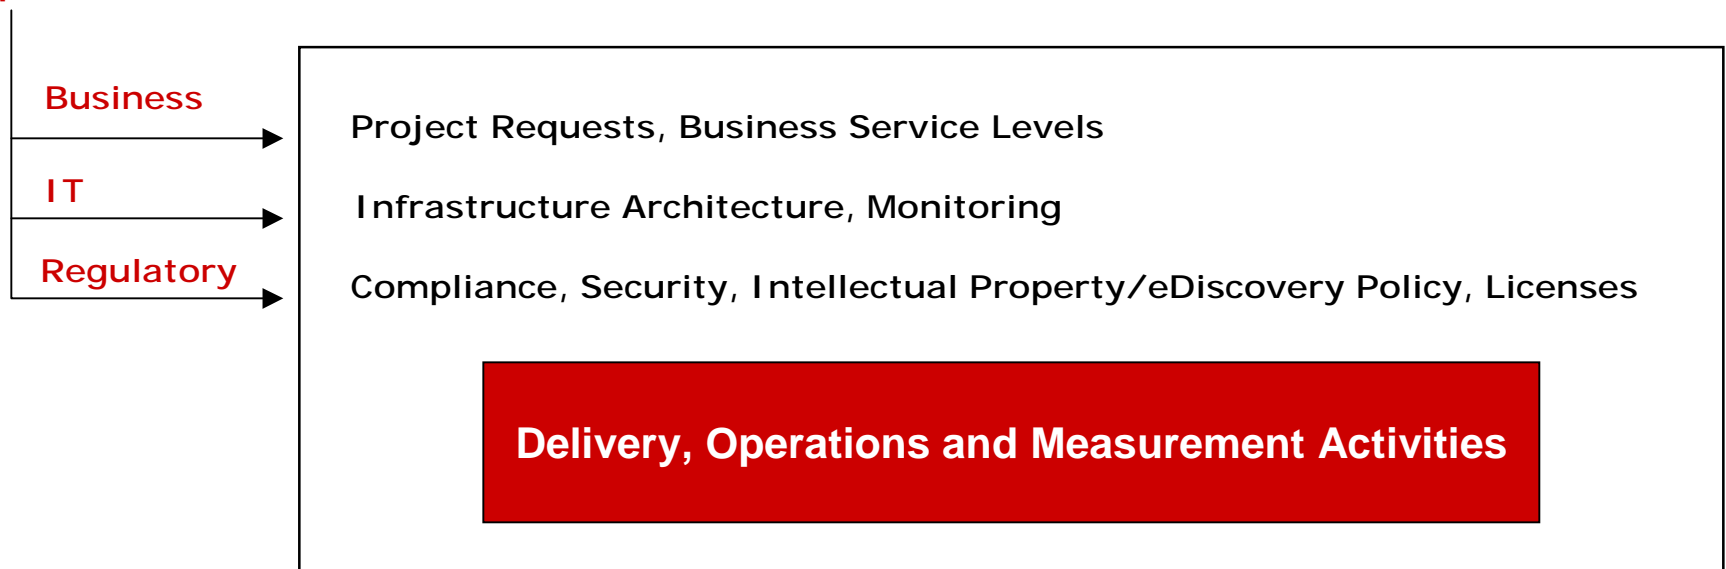 Business
Project Requests, Business Service Levels
IT
Infrastructure Architecture, Monitoring
Regulatory
Compliance, Security, Intellectual Property/eDiscovery Policy, Licenses
Delivery, Operations and Measurement Activities